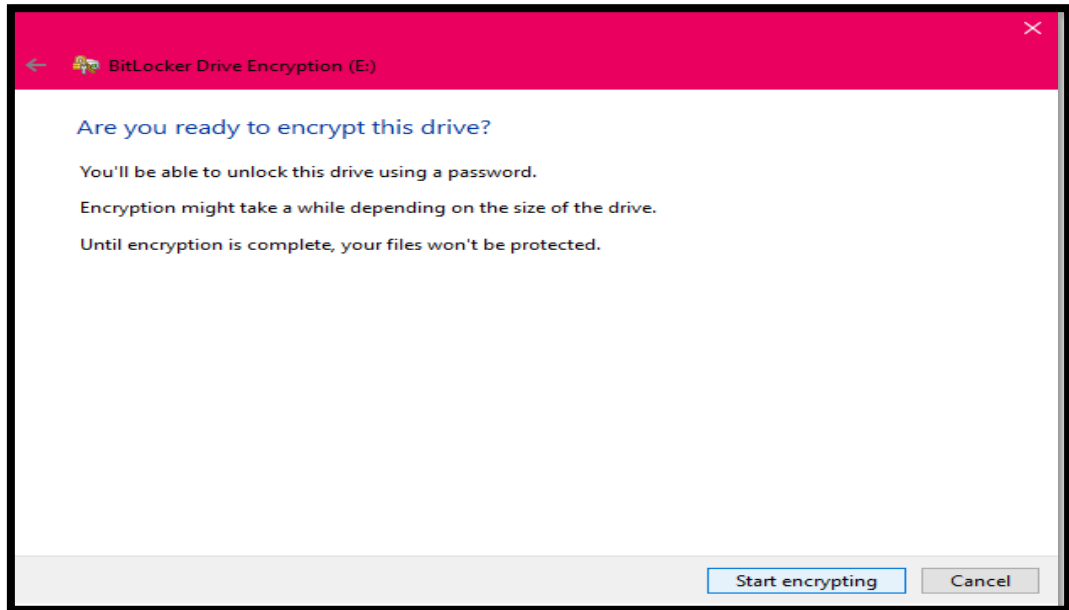 BitLocker Drive Encryption (E:)
Are you ready to encrypt this drive?
You'll be able to unlock this drive using a password.
Encryption might take a while depending on the size of the drive.
Until encryption is complete, your files won't be protected.
Start encrypting Cancel